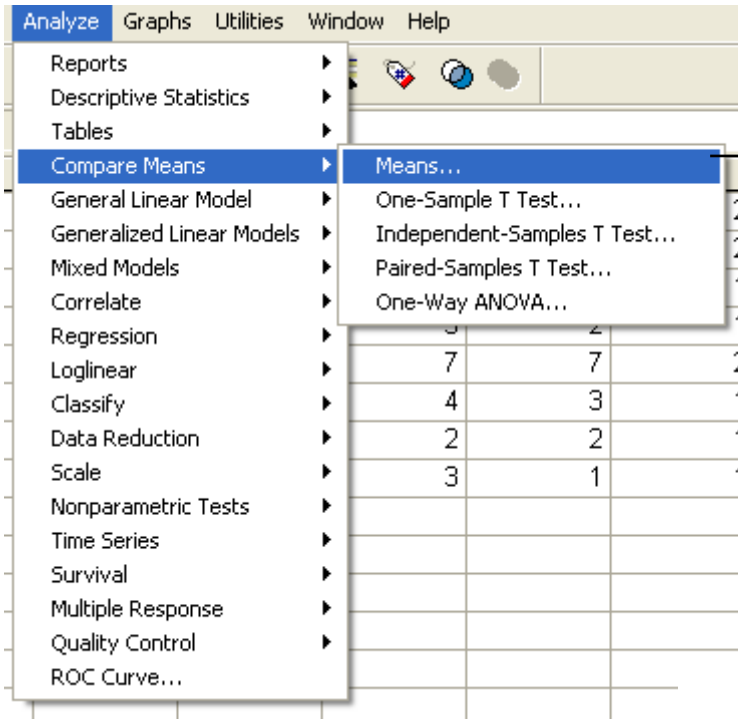 Analyze Graphs Utilities Window Help
Reports
Descriptive Statistics
Tables
Compare Means
General Linear Model
Generalized Linear Models
Mixed Models
Correlate
Regression
Loglinear
Classify
Data Reduction
Scale
Nonparametric Tests
Time Series
Survival
Multiple Response
Quality Control
ROC Curve...
Means...
One-Sample T Test...
Independent-Samples T Test...
Paired-Samples T Test...
One-Way ANOVA...
7 7
4 3
2 2
3 1